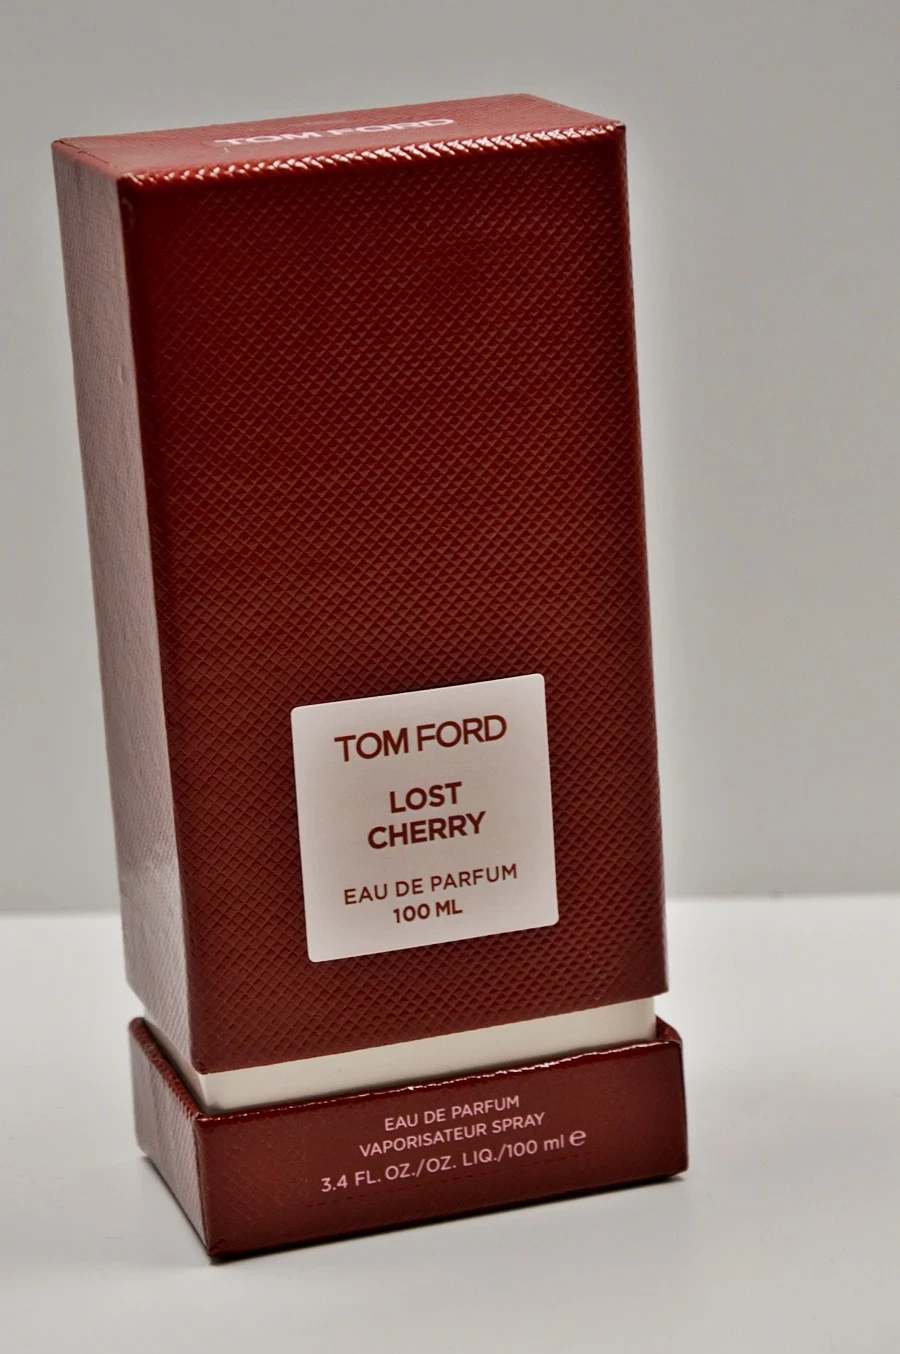 TOM FORD
TOM FORD
LOST
CHERRY
EAU DE PARFUM
100 ML
EAU DE PARFUM
VAPORISATEUR SPRAY
3.4 FL. OZ./OZ. LIQ./100 ml ℮